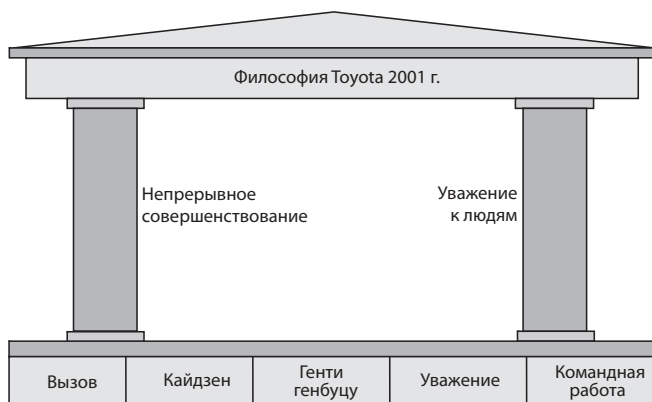 Философия Toyota 2001 г.
Непрерывное
совершенствование
Уважение
к людям
Вызов
Кайдзен
Генти
генбуцу
Уважение
Командная
работа